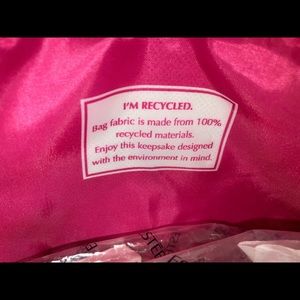 I'M RECYCLED.
Bag fabric is made from 100%
recycled materials.
Enjoy this keepsake designed
with the environment in mind.